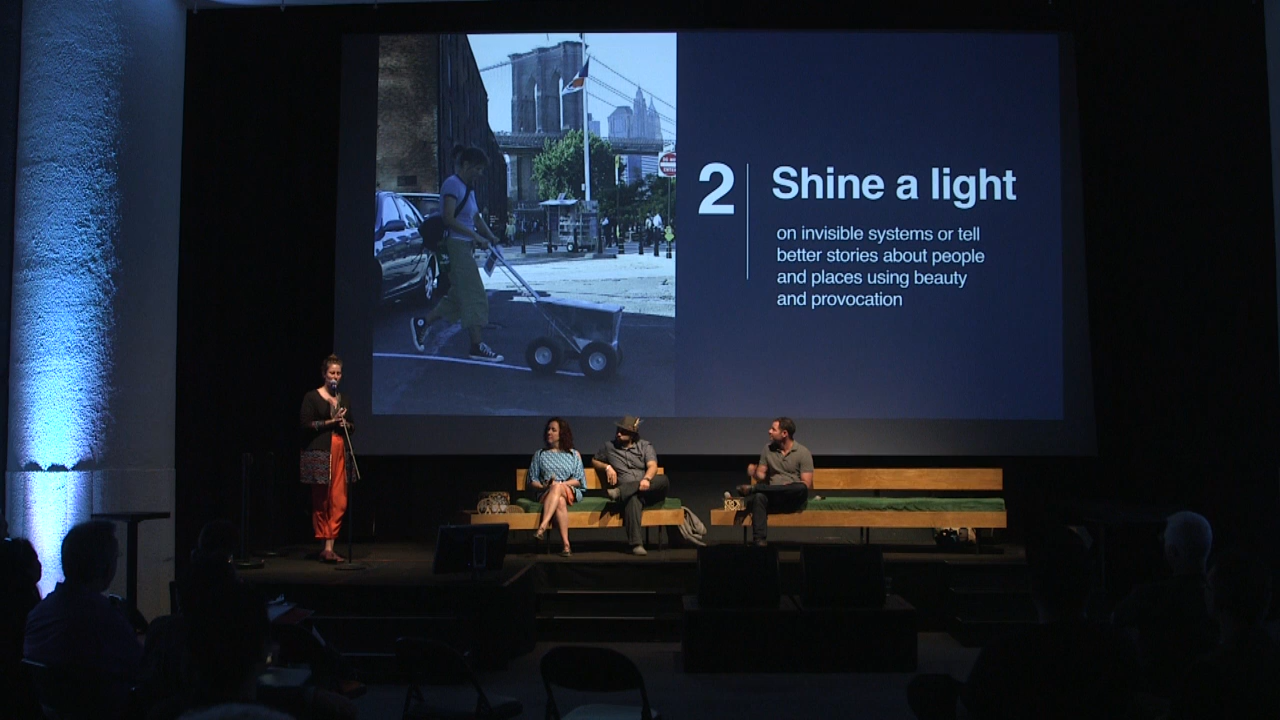 2
Shine a light
on invisible systems or tell
better stories about people
and places using beauty
and provocation